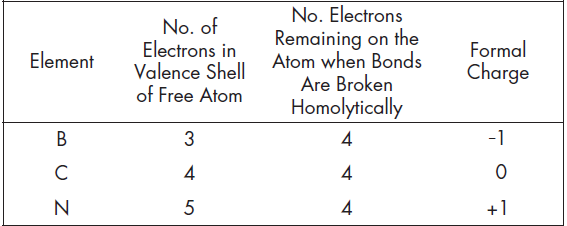 Element
No. of
Electrons in
Valence Shell
of Free Atom
No. Electrons
Remaining on the
Atom when Bonds
Are Broken
Homolytically
Formal
Charge
B 3 4 -1
C 4 4 0
N 5 4 +1